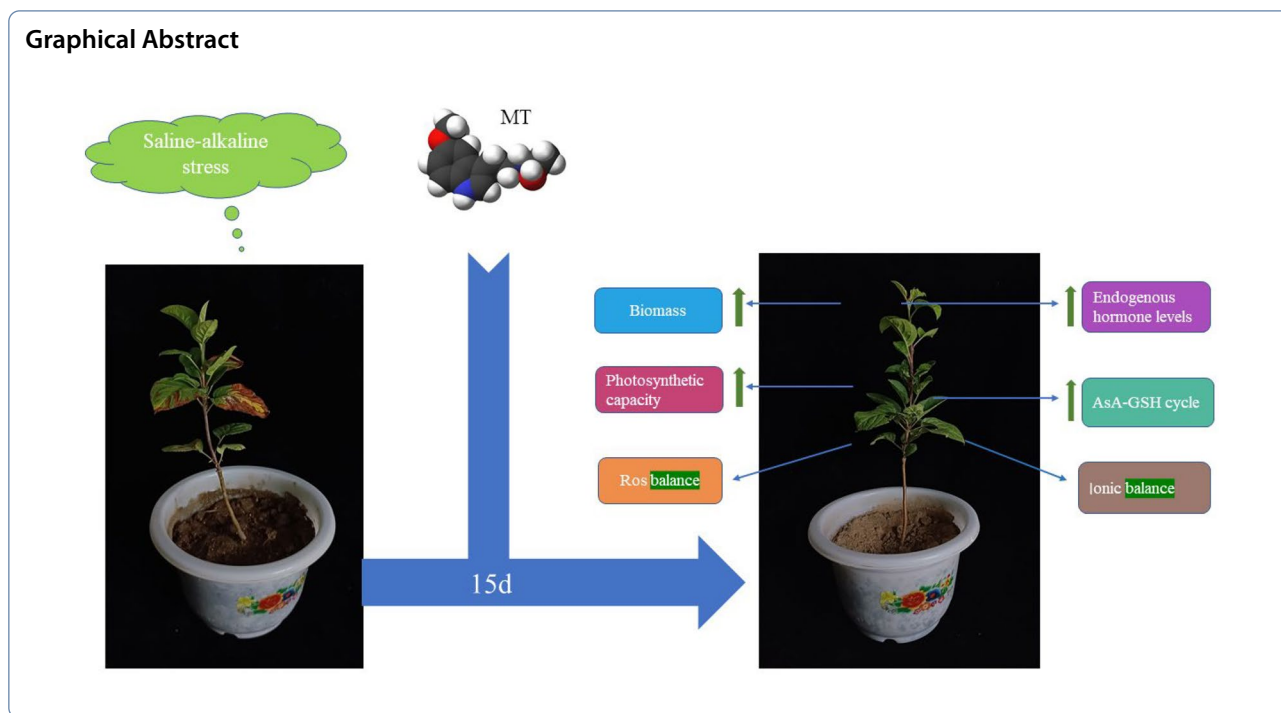 Graphical Abstract
Saline-alkaline
stress
MT
Biomass
Endogenous
hormone levels
Photosynthetic
capacity
AsA-GSH cycle
Ros balance
Ionic balance
15d